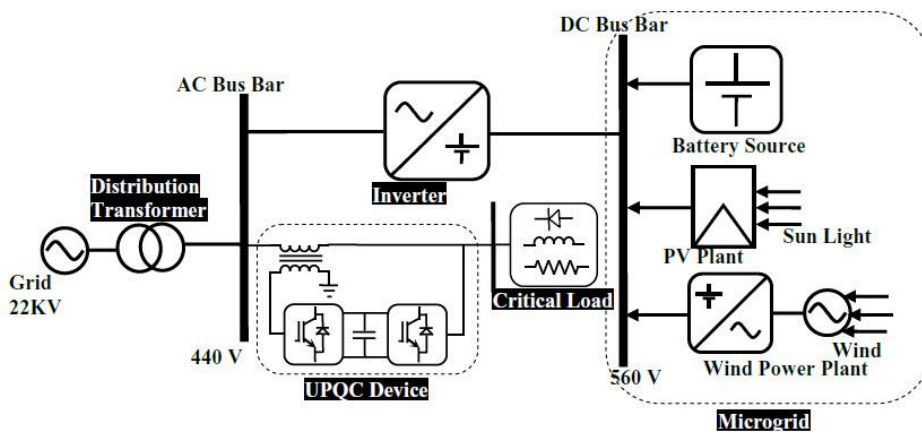 DC Bus Bar
AC Bus Bar
Battery Source
Inverter
Distribution
Transformer
Sun Light
PV Plant
Grid
22KV
Critical Load
Wind
Wind Power Plant
440 V
560 V
UPQC Device
Microgrid